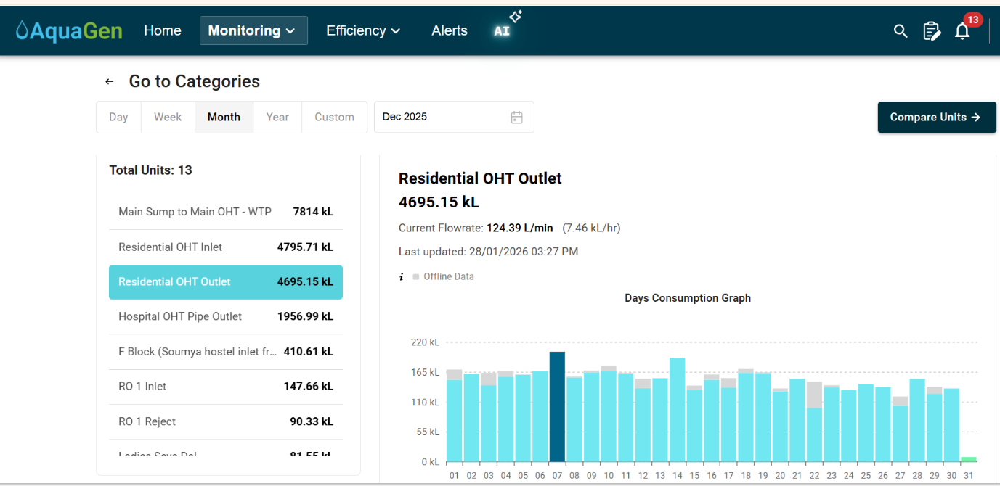 AquaGen Home Monitoring Efficiency Alerts AI 13
← Go to Categories
Day Week Month Year Custom Dec 2025 Compare Units →
Total Units: 13
Main Sump to Main OHT - WTP 7814 kL
Residential OHT Inlet 4795.71 kL
Residential OHT Outlet 4695.15 kL
Hospital OHT Pipe Outlet 1956.99 kL
F Block (Soumya hostel inlet fr... 410.61 kL
RO 1 Inlet 147.66 kL
RO 1 Reject 90.33 kL
81.55 kL
Residential OHT Outlet
4695.15 kL
Current Flowrate: 124.39 L/min (7.46 kL/hr)
Last updated: 28/01/2026 03:27 PM
i Offline Data
Days Consumption Graph
220 kL
165 kL
110 kL
55 kL
0 kL
01 02 03 04 05 06 07 08 09 10 11 12 13 14 15 16 17 18 19 20 21 22 23 24 25 26 27 28 29 30 31